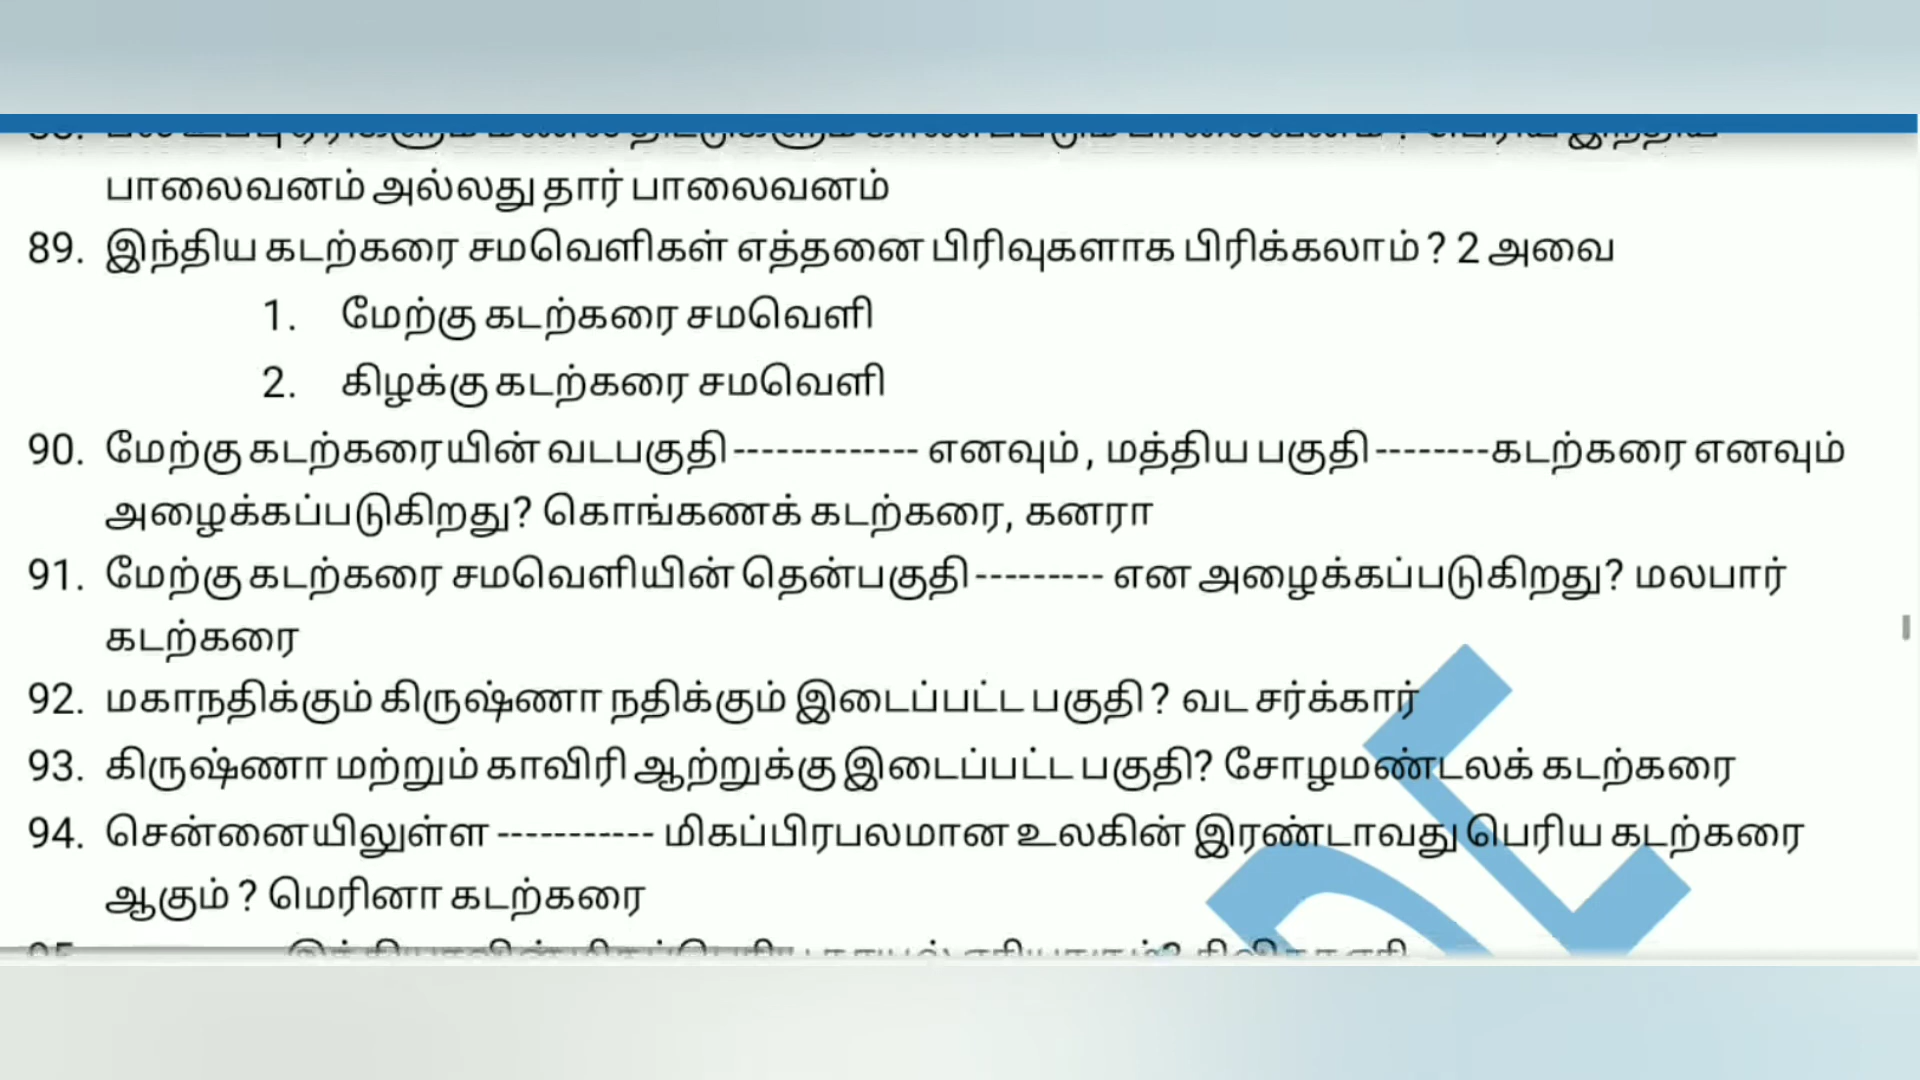 பாலைவனம் அல்லது தார் பாலைவனம்
89. இந்திய கடற்கரை சமவெளிகள் எத்தனை பிரிவுகளாக பிரிக்கலாம் ? 2 அவை
1. மேற்கு கடற்கரை சமவெளி
2. கிழக்கு கடற்கரை சமவெளி
90. மேற்கு கடற்கரையின் வடபகுதி ------------- எனவும் , மத்திய பகுதி --------கடற்கரை எனவும்
அழைக்கப்படுகிறது? கொங்கணக் கடற்கரை, கனரா
91. மேற்கு கடற்கரை சமவெளியின் தென்பகுதி --------- என அழைக்கப்படுகிறது? மலபார்
கடற்கரை
92. மகாநதிக்கும் கிருஷ்ணா நதிக்கும் இடைப்பட்ட பகுதி ? வட சர்க்கார்
93. கிருஷ்ணா மற்றும் காவிரி ஆற்றுக்கு இடைப்பட்ட பகுதி? சோழமண்டலக் கடற்கரை
94. சென்னையிலுள்ள ----------- மிகப்பிரபலமான உலகின் இரண்டாவது பெரிய கடற்கரை
ஆகும் ? மெரினா கடற்கரை